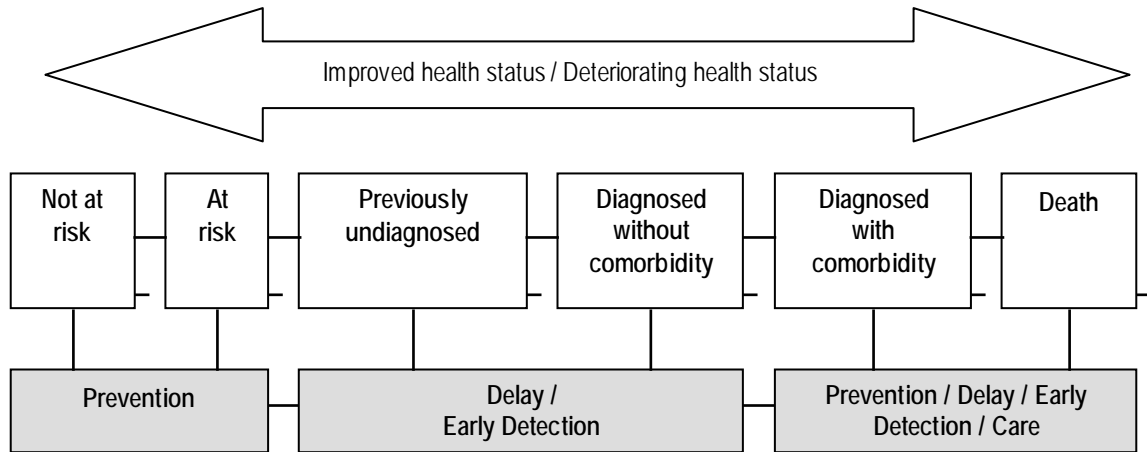 Improved health status / Deteriorating health status
Not at
risk
At
risk
Previously
undiagnosed
Diagnosed
without
comorbidity
Diagnosed
with
comorbidity
Death
Prevention
Delay /
Early Detection
Prevention / Delay / Early
Detection / Care